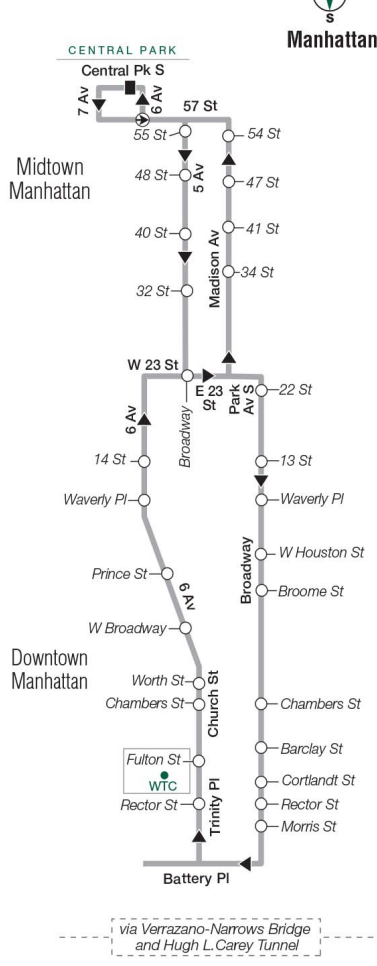 S
Manhattan
CENTRAL PARK
Central Pk S
7 Av
6 Av
57 St
55 St
54 St
Midtown
Manhattan
48 St
5 Av
47 St
40 St
41 St
Madison Av
34 St
32 St
W 23 St
E 23
St
Park
Av S
22 St
6 Av
Broadway
14 St
13 St
Waverly Pl
Waverly Pl
W Houston St
Broadway
Prince St
6 Av
Broome St
W Broadway
Downtown
Manhattan
Worth St
Church St
Chambers St
Chambers St
Barclay St
Fulton St
WTC
Cortlandt St
Rector St
Trinity Pl
Rector St
Morris St
Battery Pl
via Verrazano-Narrows Bridge
and Hugh L.Carey Tunnel